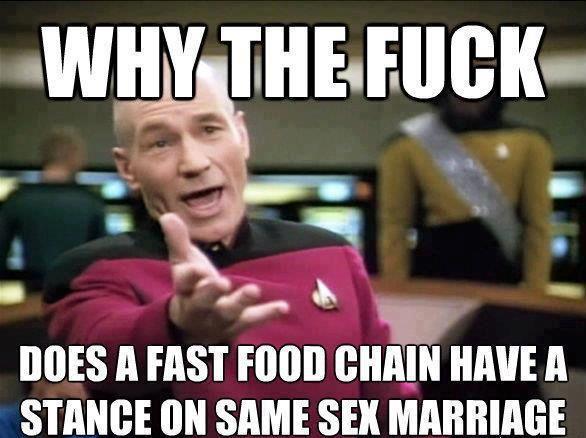 WHY THE FUCK
DOES A FAST FOOD CHAIN HAVE A
STANCE ON SAME SEX MARRIAGE